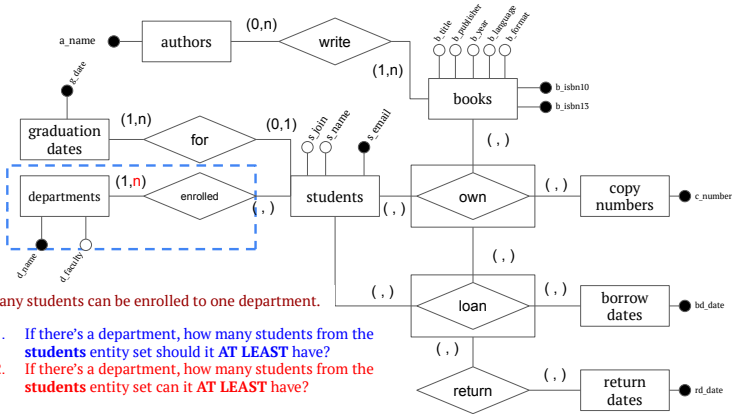 a_name
authors
(0,n)
write
(1,n)
b_title
b_publisher
b_year
b_language
b_format
books
b_isbn10
b_isbn13
g_date
graduation
dates
(1,n)
for
(0,1)
s_join
s_name
s_email
( , )
departments
(1,n)
enrolled
( , )
students
( , )
own
( , )
copy
numbers
c_number
d_name
d_faculty
( , )
( , )
loan
( , )
borrow
dates
bd_date
( , )
return
( , )
return
dates
rd_date
any students can be enrolled to one department.
. If there's a department, how many students from the
students entity set should it AT LEAST have?
. If there's a department, how many students from the
students entity set can it AT LEAST have?